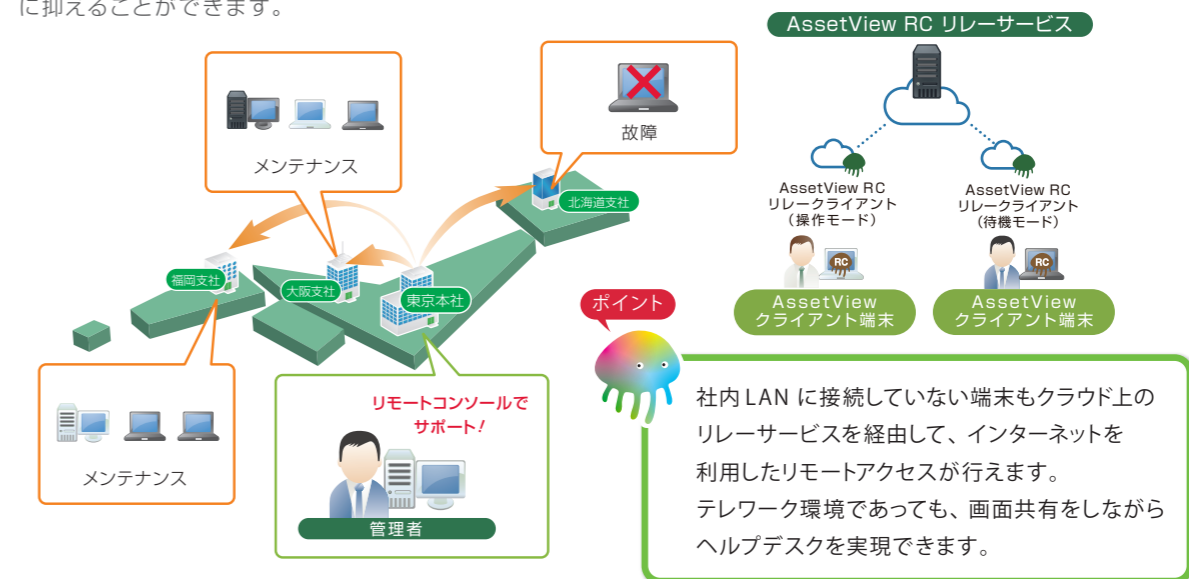 に抑えることができます。
メンテナンス
故障
北海道支社
福岡支社
大阪支社
東京本社
メンテナンス
リモートコンソールで
サポート!
管理者
AssetView RC リレーサービス
AssetView RC
リレークライアント
(操作モード)
AssetView RC
リレークライアント
(待機モード)
RC
RC
AssetView
クライアント端末
AssetView
クライアント端末
ポイント
社内 LAN に接続していない端末もクラウド上の
リレーサービスを経由して、インターネットを
利用したリモートアクセスが行えます。
テレワーク環境であっても、画面共有をしながら
ヘルプデスクを実現できます。